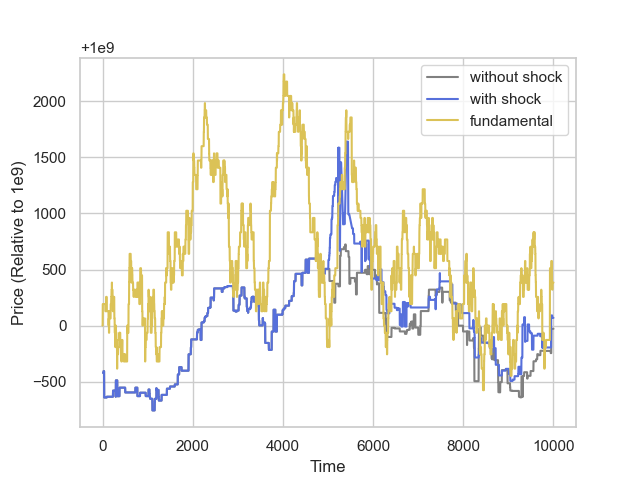 +1e9
without shock
with shock
fundamental
2000
1500
1000
500
0
−500
Price (Relative to 1e9)
0
2000
4000
6000
8000
10000
Time